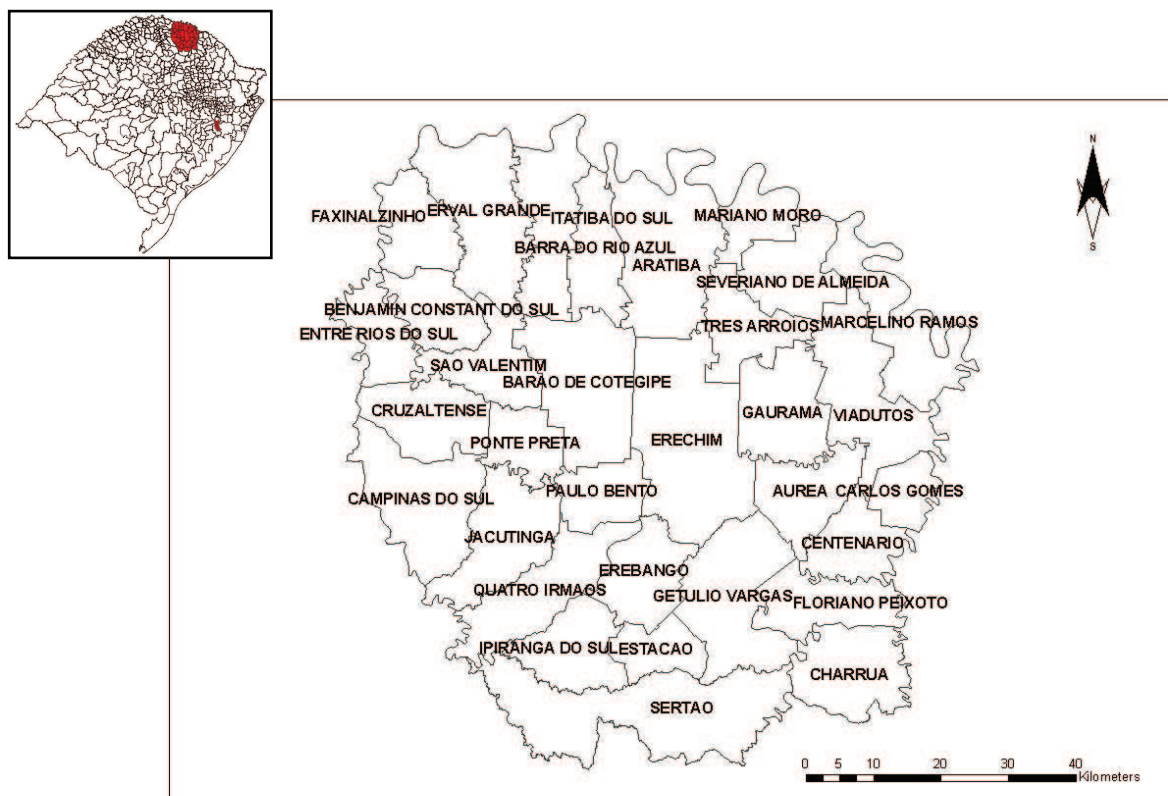 N
S
FAXINALZINHO
ERVAL GRANDE
ITATIBA DO SUL
MARIANO MORO
BARRA DO RIO AZUL
ARATIBA
SEVERIANO DE ALMEIDA
BENJAMIN CONSTANT DO SUL
ENTRE RIOS DO SUL
TRES ARROIOS
MARCELINO RAMOS
SAO VALENTIM
BARAO DE COTEGIPE
CRUZALTENSE
GAURAMA
VIADUTOS
PONTE PRETA
ERECHIM
CAMPINAS DO SUL
PAULO BENTO
AUREA
CARLOS GOMES
JACUTINGA
CENTENARIO
EREBANGO
QUATRO IRMAOS
GETULIO VARGAS
FLORIANO PEIXOTO
IPIRANGA DO SUL
ESTACAO
CHARRUA
SERTAO
0 5 10 20 30 40
Kilometers